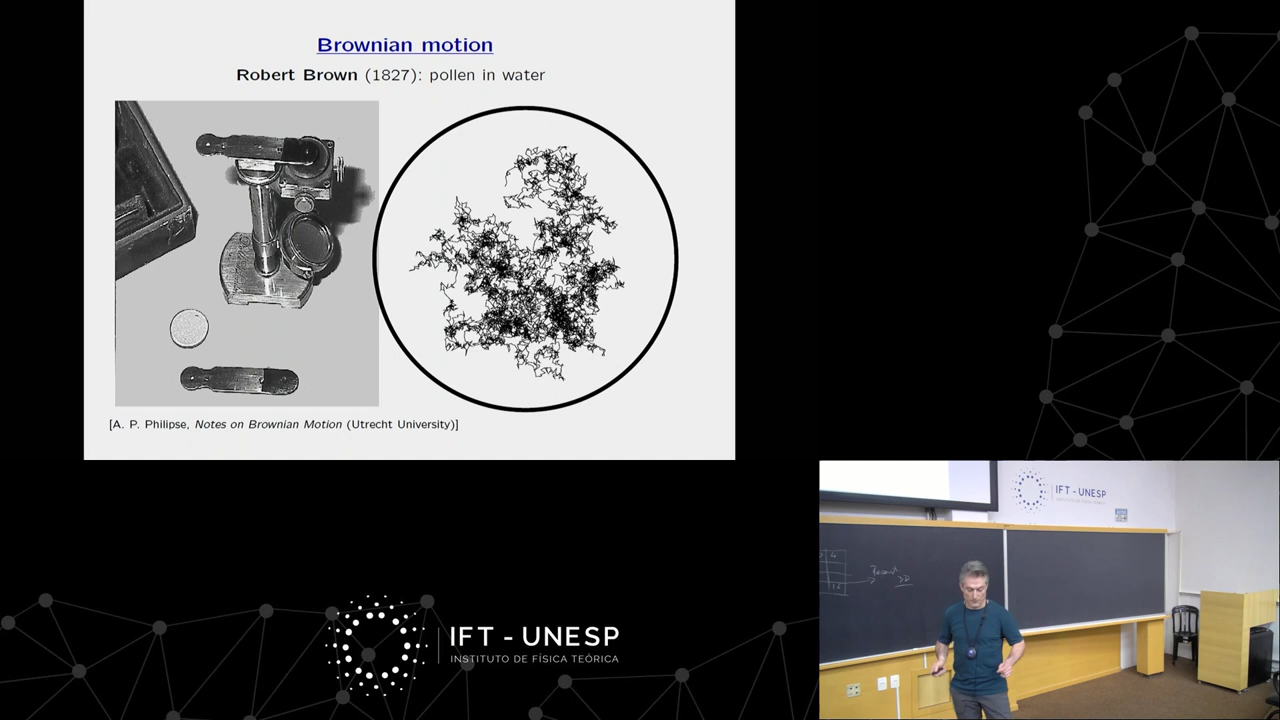 Brownian motion
Robert Brown (1827): pollen in water
[A. P. Philipse, Notes on Brownian Motion (Utrecht University)]
IFT - UNESP
INSTITUTO DE FÍSICA TEÓRICA
IFT - UNESP